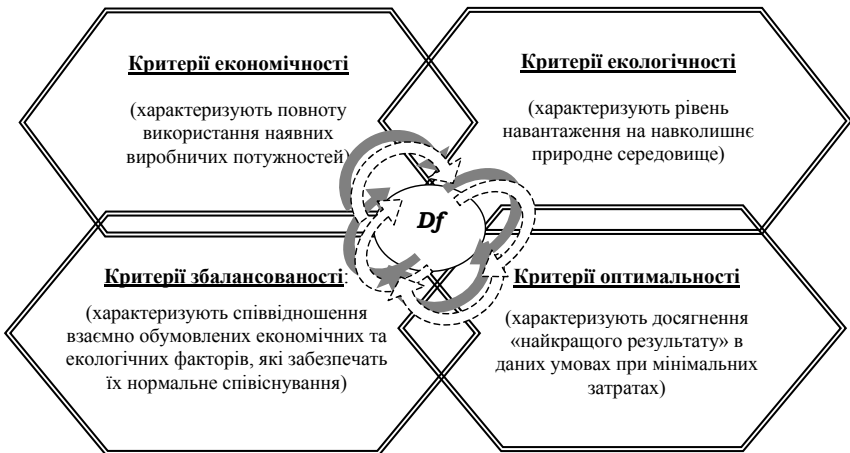 Критерії економічності
(характеризують повноту
використання наявних
виробничих потужностей)
Критерії екологічності
(характеризують рівень
навантаження на навколишнє
природне середовище)
Df
Критерії збалансованості:
(характеризують співвідношення
взаємно обумовлених економічних та
екологічних факторів, які забезпечать
їх нормальне співіснування)
Критерії оптимальності
(характеризують досягнення
«найкращого результату» в
даних умовах при мінімальних
затратах)